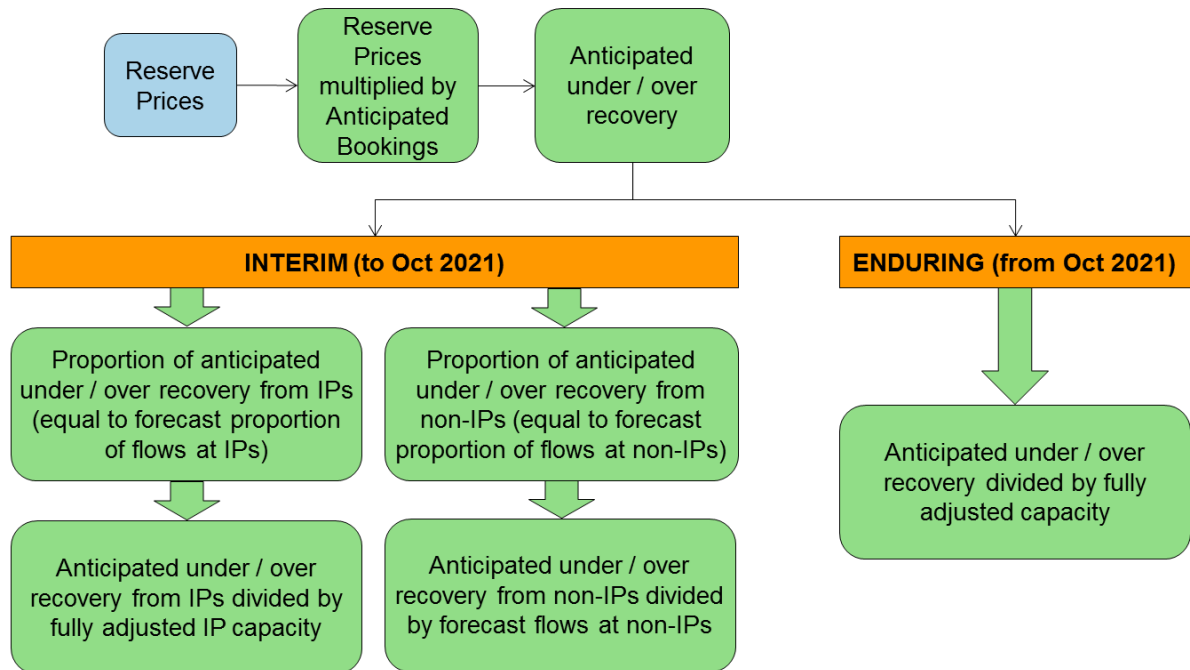 Reserve
Prices
Reserve
Prices
multiplied by
Anticipated
Bookings
Anticipated
under / over
recovery
INTERIM (to Oct 2021)
ENDURING (from Oct 2021)
Proportion of anticipated
under / over recovery from IPs
(equal to forecast proportion
of flows at IPs)
Proportion of anticipated
under / over recovery from
non-IPs (equal to forecast
proportion of flows at non-IPs)
Anticipated under / over
recovery divided by fully
adjusted capacity
Anticipated under / over
recovery from IPs divided by
fully adjusted IP capacity
Anticipated under / over
recovery from non-IPs divided
by forecast flows at non-IPs